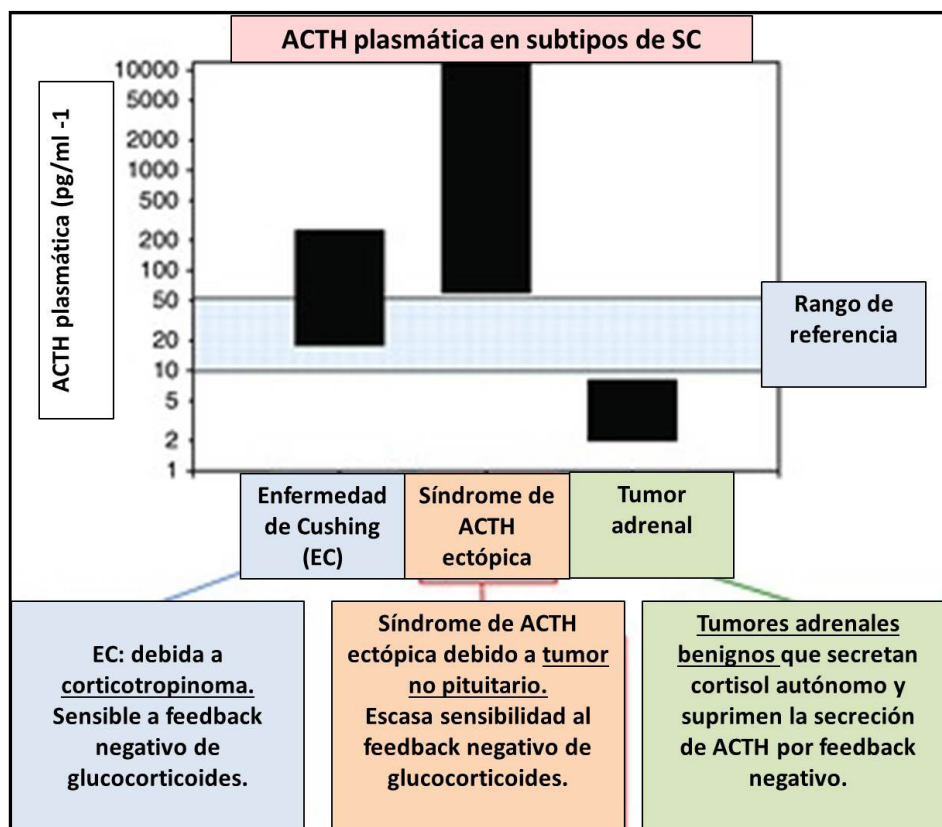 ACTH plasmática en subtipos de SC
ACTH plasmática (pg/ml -1
10000
5000
2000
1000
500
200
100
50
20
10
5
2
1
Rango de
referencia
Enfermedad
de Cushing
(EC)
Síndrome de
ACTH
ectópica
Tumor
adrenal
EC: debida a
corticotropinoma.
Sensible a feedback
negativo de
glucocorticoides.
Síndrome de ACTH
ectópica debido a tumor
no pituitario.
Escasa sensibilidad al
feedback negativo de
glucocorticoides.
Tumores adrenales
benignos que secretan
cortisol autónomo y
suprimen la secreción
de ACTH por feedback
negativo.